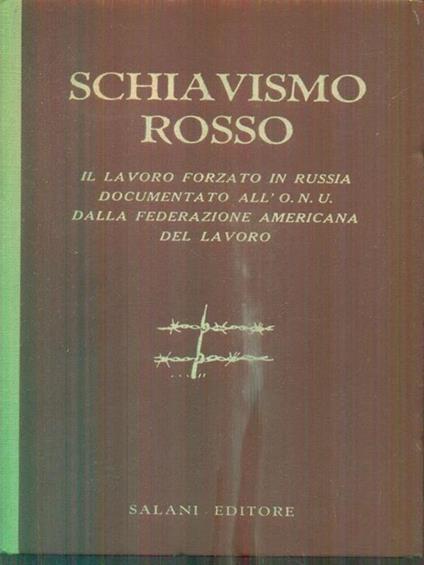 SCHIAVISMO
ROSSO
IL LAVORO FORZATO IN RUSSIA
DOCUMENTATO ALL' O. N. U.
DALLA FEDERAZIONE AMERICANA
DEL LAVORO
SALANI - EDITORE